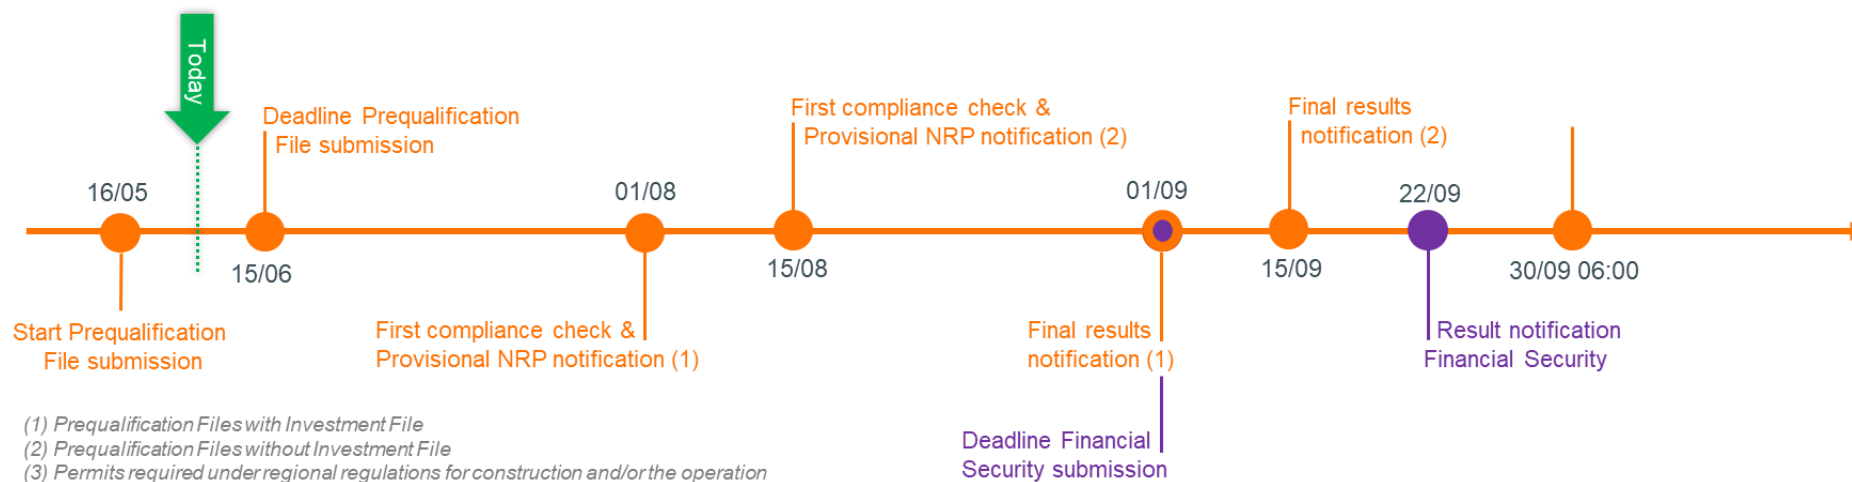 Today
Deadline Prequalification
File submission
First compliance check &
Provisional NRP notification (2)
Final results
notification (2)
16/05
01/08
01/09
22/09
15/06
15/08
15/09
30/09 06:00
Start Prequalification
File submission
First compliance check &
Provisional NRP notification (1)
Final results
notification (1)
Result notification
Financial Security
Deadline Financial
Security submission
(1) Prequalification Files with Investment File
(2) Prequalification Files without Investment File
(3) Permits required under regional regulations for construction and/or the operation